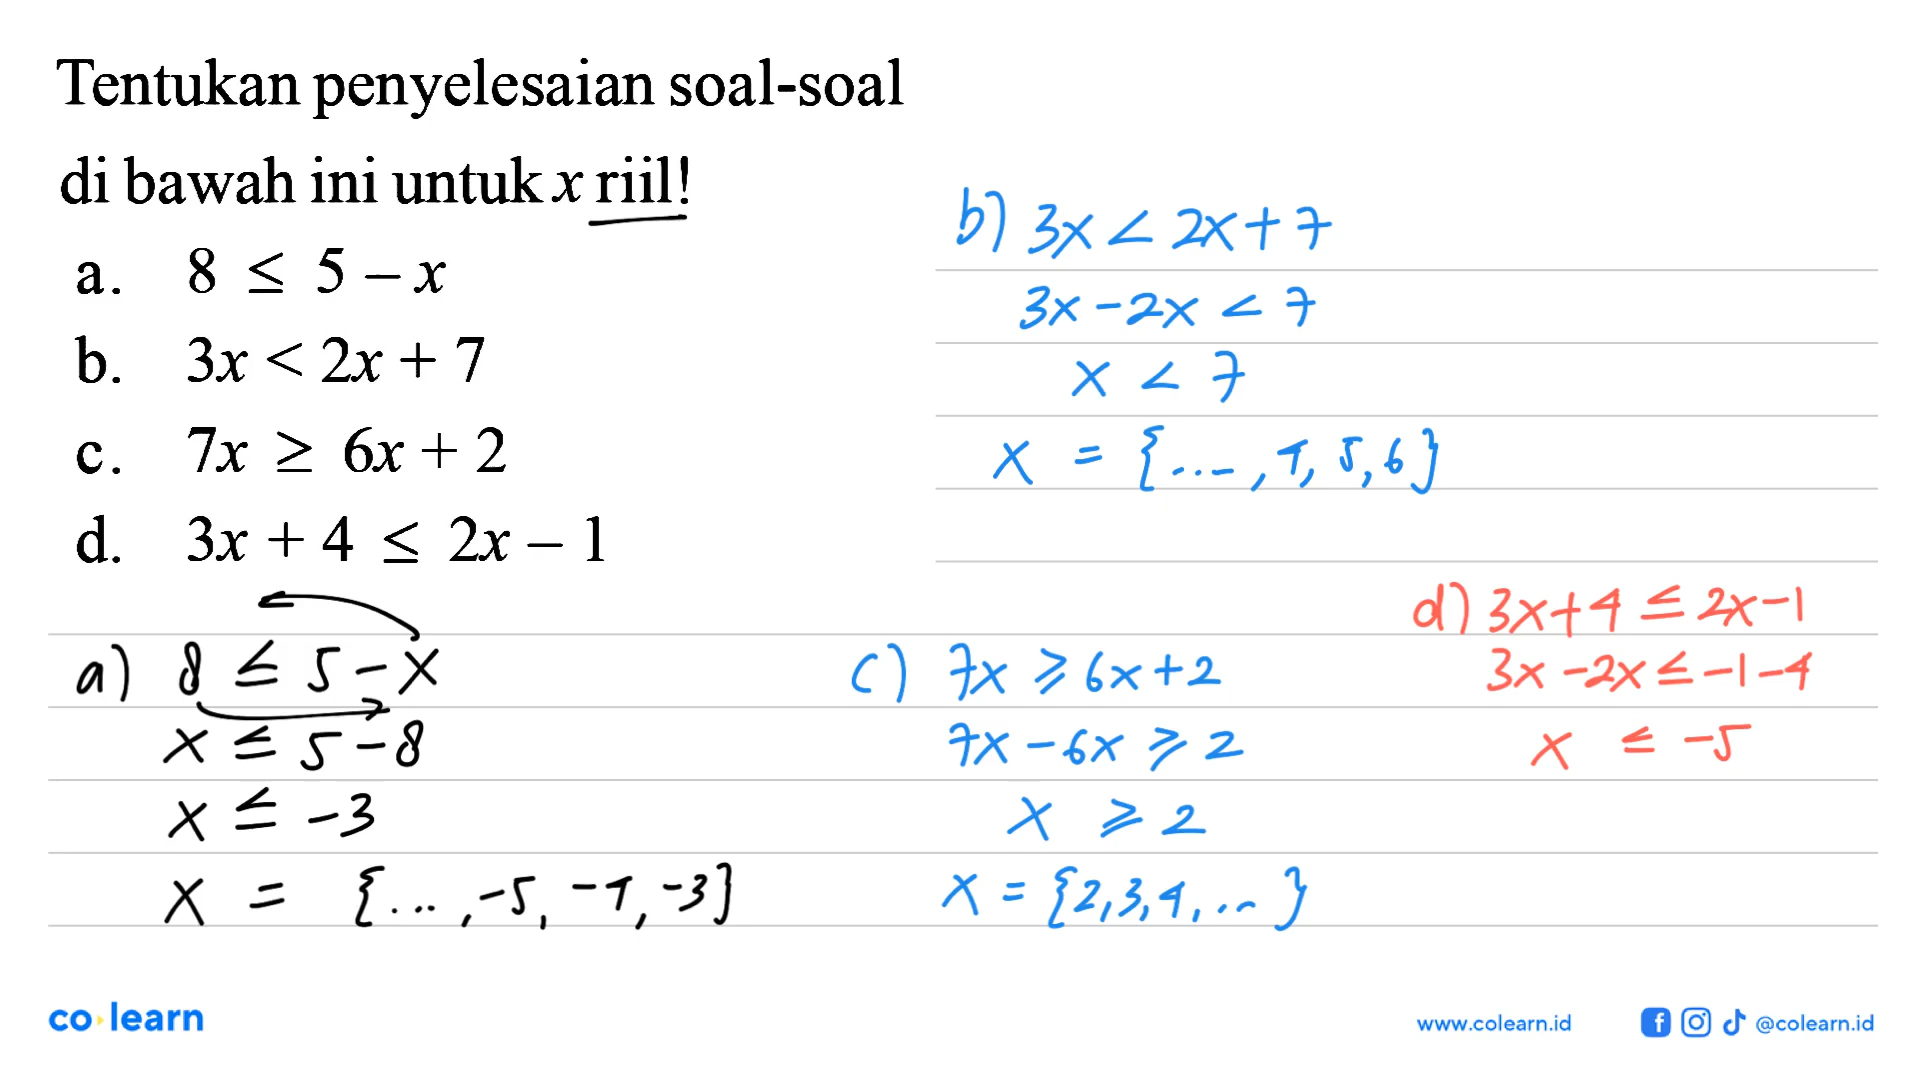 Tentukan penyelesaian soal-soal
di bawah ini untuk x riil!
a. 8 ≤ 5 – x
b. 3x < 2x + 7
c. 7x ≥ 6x + 2
d. 3x + 4 ≤ 2x – 1
a) 8 ≤ 5 - x
x ≤ 5 - 8
x ≤ -3
x = {..., -5, -4, -3}
b) 3x < 2x + 7
3x - 2x < 7
x < 7
x = {..., 4, 5, 6}
c) 7x ≥ 6x + 2
7x - 6x ≥ 2
x ≥ 2
x = {2, 3, 4, ...}
d) 3x + 4 ≤ 2x - 1
3x - 2x ≤ -1 - 4
x ≤ -5
co learn
www.colearn.id
@colearn.id